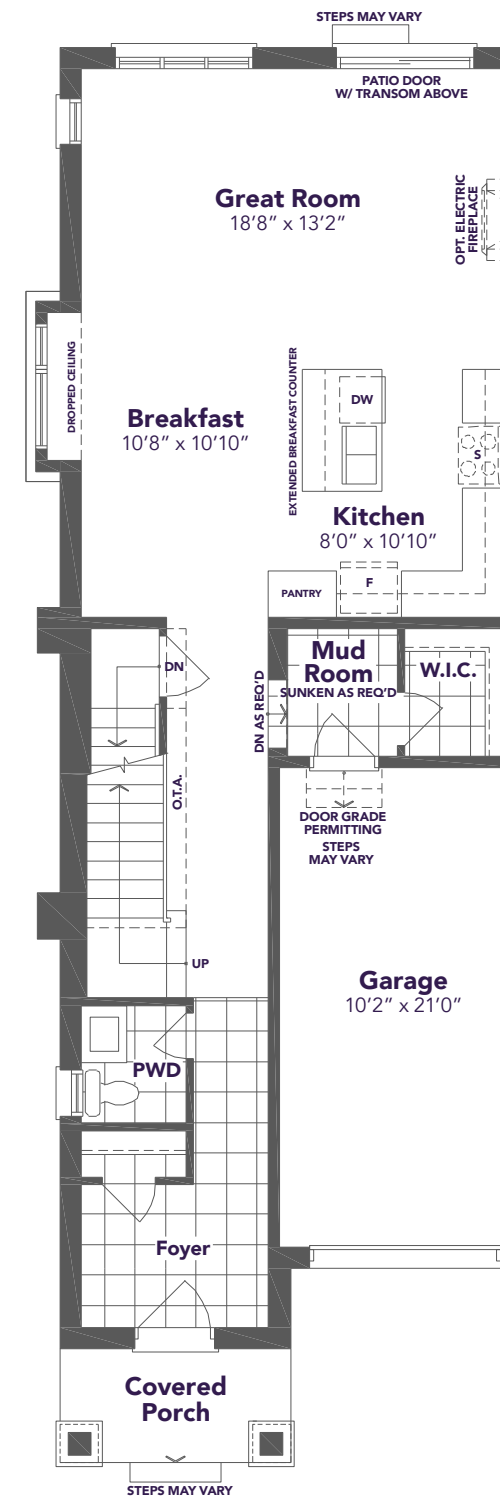 STEPS MAY VARY
PATIO DOOR
W/ TRANSOM ABOVE
Great Room
18'8" x 13'2"
OPT. ELECTRIC
FIREPLACE
DROPPED CEILING
EXTENDED BREAKFAST COUNTER
DW
Breakfast
10'8" x 10'10"
S
Kitchen
8'0" x 10'10"
PANTRY
F
DN
Mud
Room
SUNKEN AS REQ'D
W.I.C.
DN AS REQ'D
O.T.A.
DOOR GRADE
PERMITTING
STEPS
MAY VARY
UP
Garage
10'2" x 21'0"
PWD
Foyer
Covered
Porch
STEPS MAY VARY